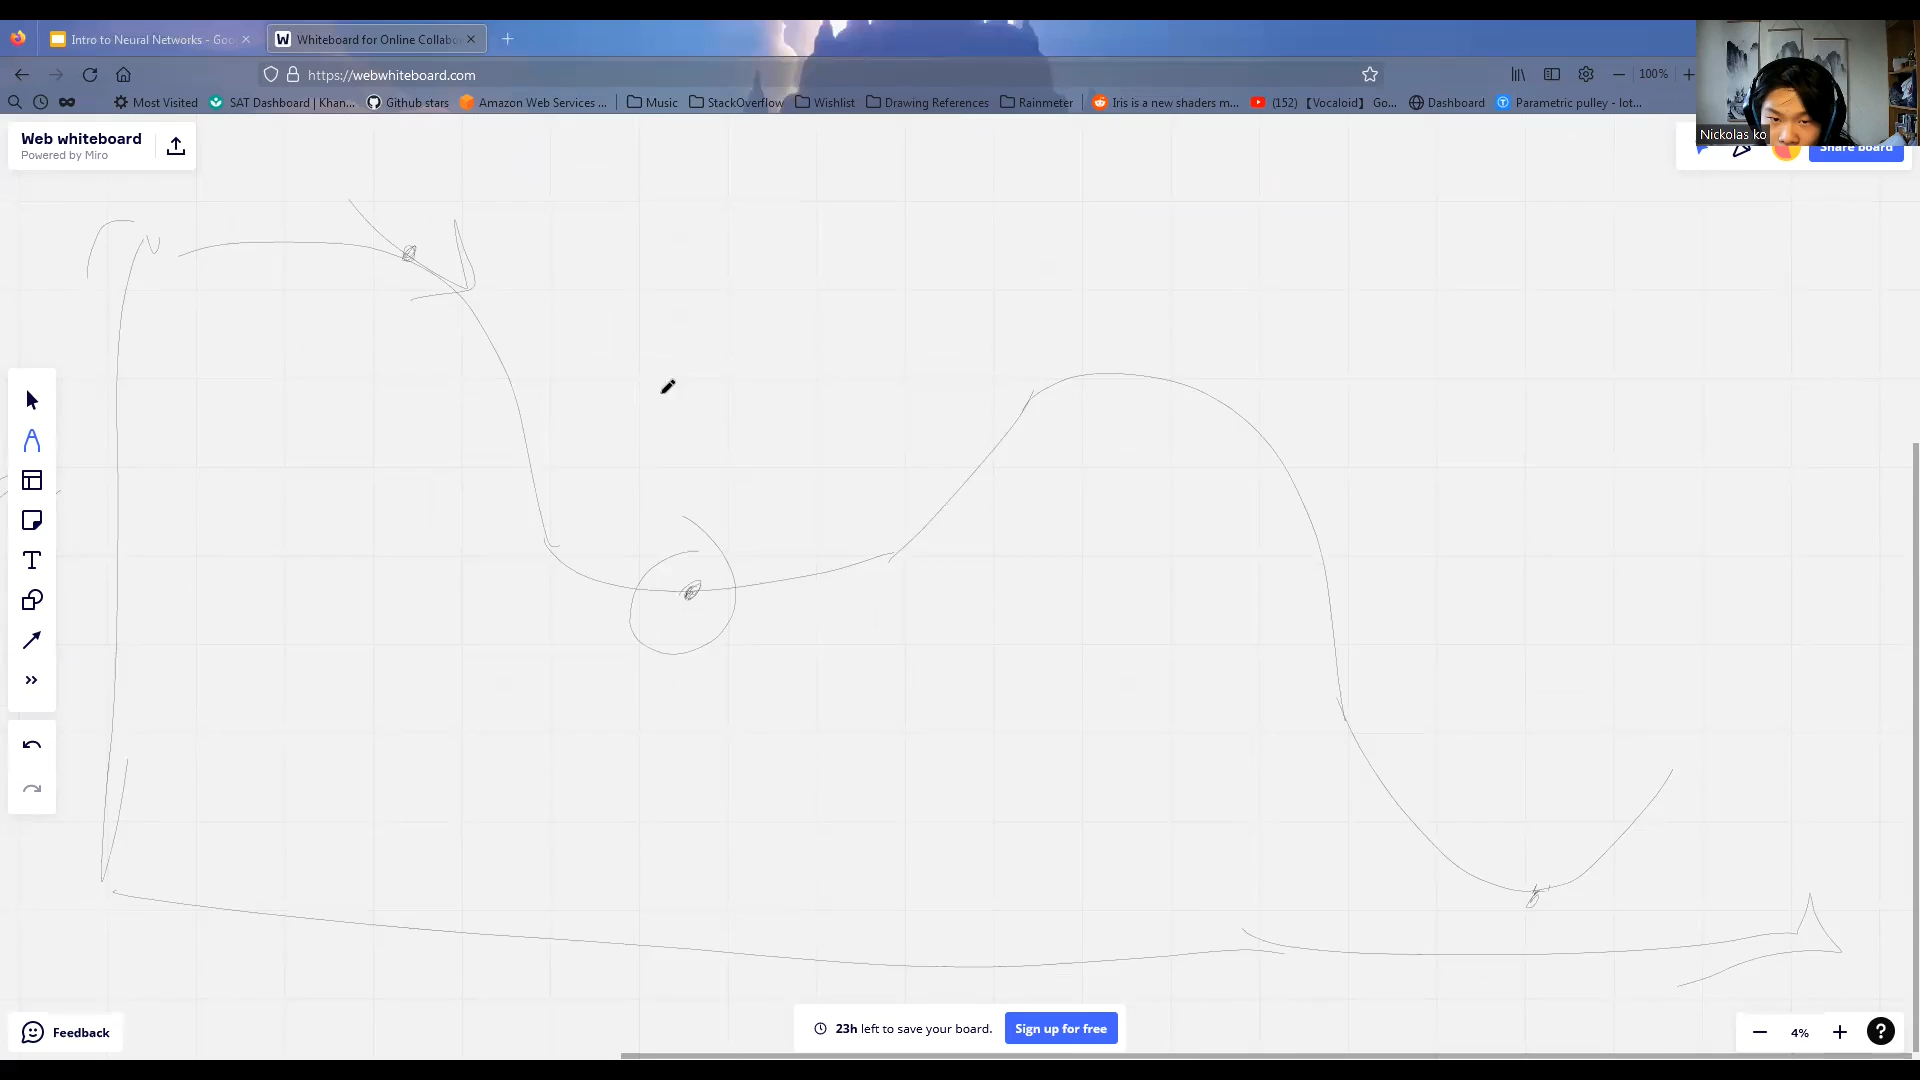 Intro to Neural Networks - Goo
Whiteboard for Online Collabo
https://webwhiteboard.com
100%
Most Visited
SAT Dashboard | Khan...
Github stars
Amazon Web Services ...
Music
StackOverflow
Wishlist
Drawing References
Rainmeter
Iris is a new shaders m...
(152) 【Vocaloid】 Go...
Dashboard
Parametric pulley - lot...
Nickolas ko
Web whiteboard
Powered by Miro
Share board
Feedback
23h left to save your board.
Sign up for free
4%